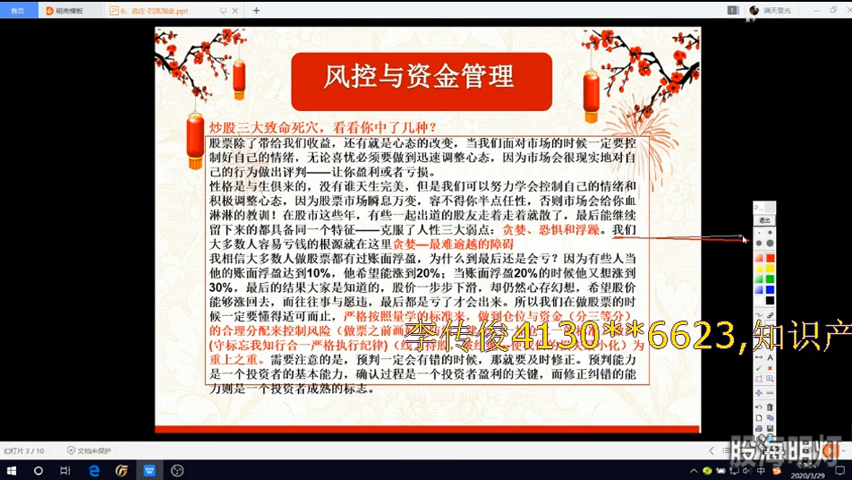 首页
稻壳模板
风控与资金管理
炒股三大致命死穴，看看你中了几种？
股票除了带给我们收益，还有就是心态的改变，当我们面对市场的时候一定要控
制好自己的情绪，无论喜忧必须要做到迅速调整心态，因为市场会很现实地对自
己的行为做出评判——让你盈利或者亏损。
性格是与生俱来的，没有谁天生完美，但是我们可以努力学会控制自己的情绪和
积极调整心态，因为股票市场瞬息万变，容不得你半点任性，否则市场会给你血
淋淋的教训！在股市这些年，有些一起出道的股友走着走着就散了，最后能继续
留下来的都具备同一个特征——克服了人性三大弱点：贪婪、恐惧和浮躁。我们
大多数人容易亏钱的根源就在这里贪婪—最难逾越的障碍
我相信大多数人做股票都有过账面浮盈，为什么到最后还是会亏？因为有些人当
他的账面浮盈达到10%，他希望能涨到20%；当账面浮盈20%的时候他又想涨到
30%，最后的结果大家是知道的，股价一步步下滑，却仍然心存幻想，希望股价
能够涨回去，而往往事与愿违，最后都是亏了才会出来。所以我们在做股票的时
候一定要懂得适可而止，严格按照量学的标准来，做到仓位与资金（分三等分）
的合理分配来控制风险（做票之前画
李传俊4130**6623,知识产
(守标忘我知行合一严格执行纪律)
小化）为
重上之重。需要注意的是，预判一定会有错的时候，那就要及时修正。预判能力
是一个投资者的基本能力，确认过程是一个投资者盈利的关键，而修正纠错的能
力则是一个投资者成熟的标志。
退出
幻灯片 3 / 10
文档未保护
股海明灯
中
2020/3/29